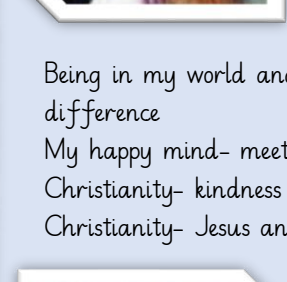 Being in my world and
difference
My happy mind- meet
Christianity- kindness
Christianity- Jesus an